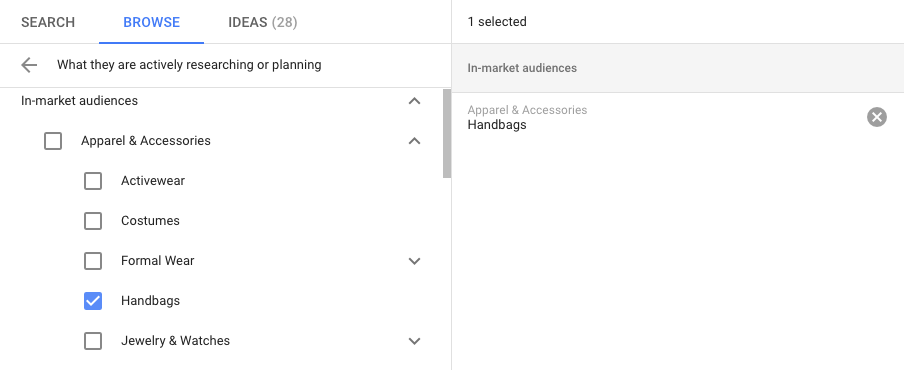 SEARCH
BROWSE
IDEAS (28)
1 selected
What they are actively researching or planning
In-market audiences
In-market audiences
Apparel & Accessories
Handbags
Apparel & Accessories
Activewear
Costumes
Formal Wear
Handbags
Jewelry & Watches